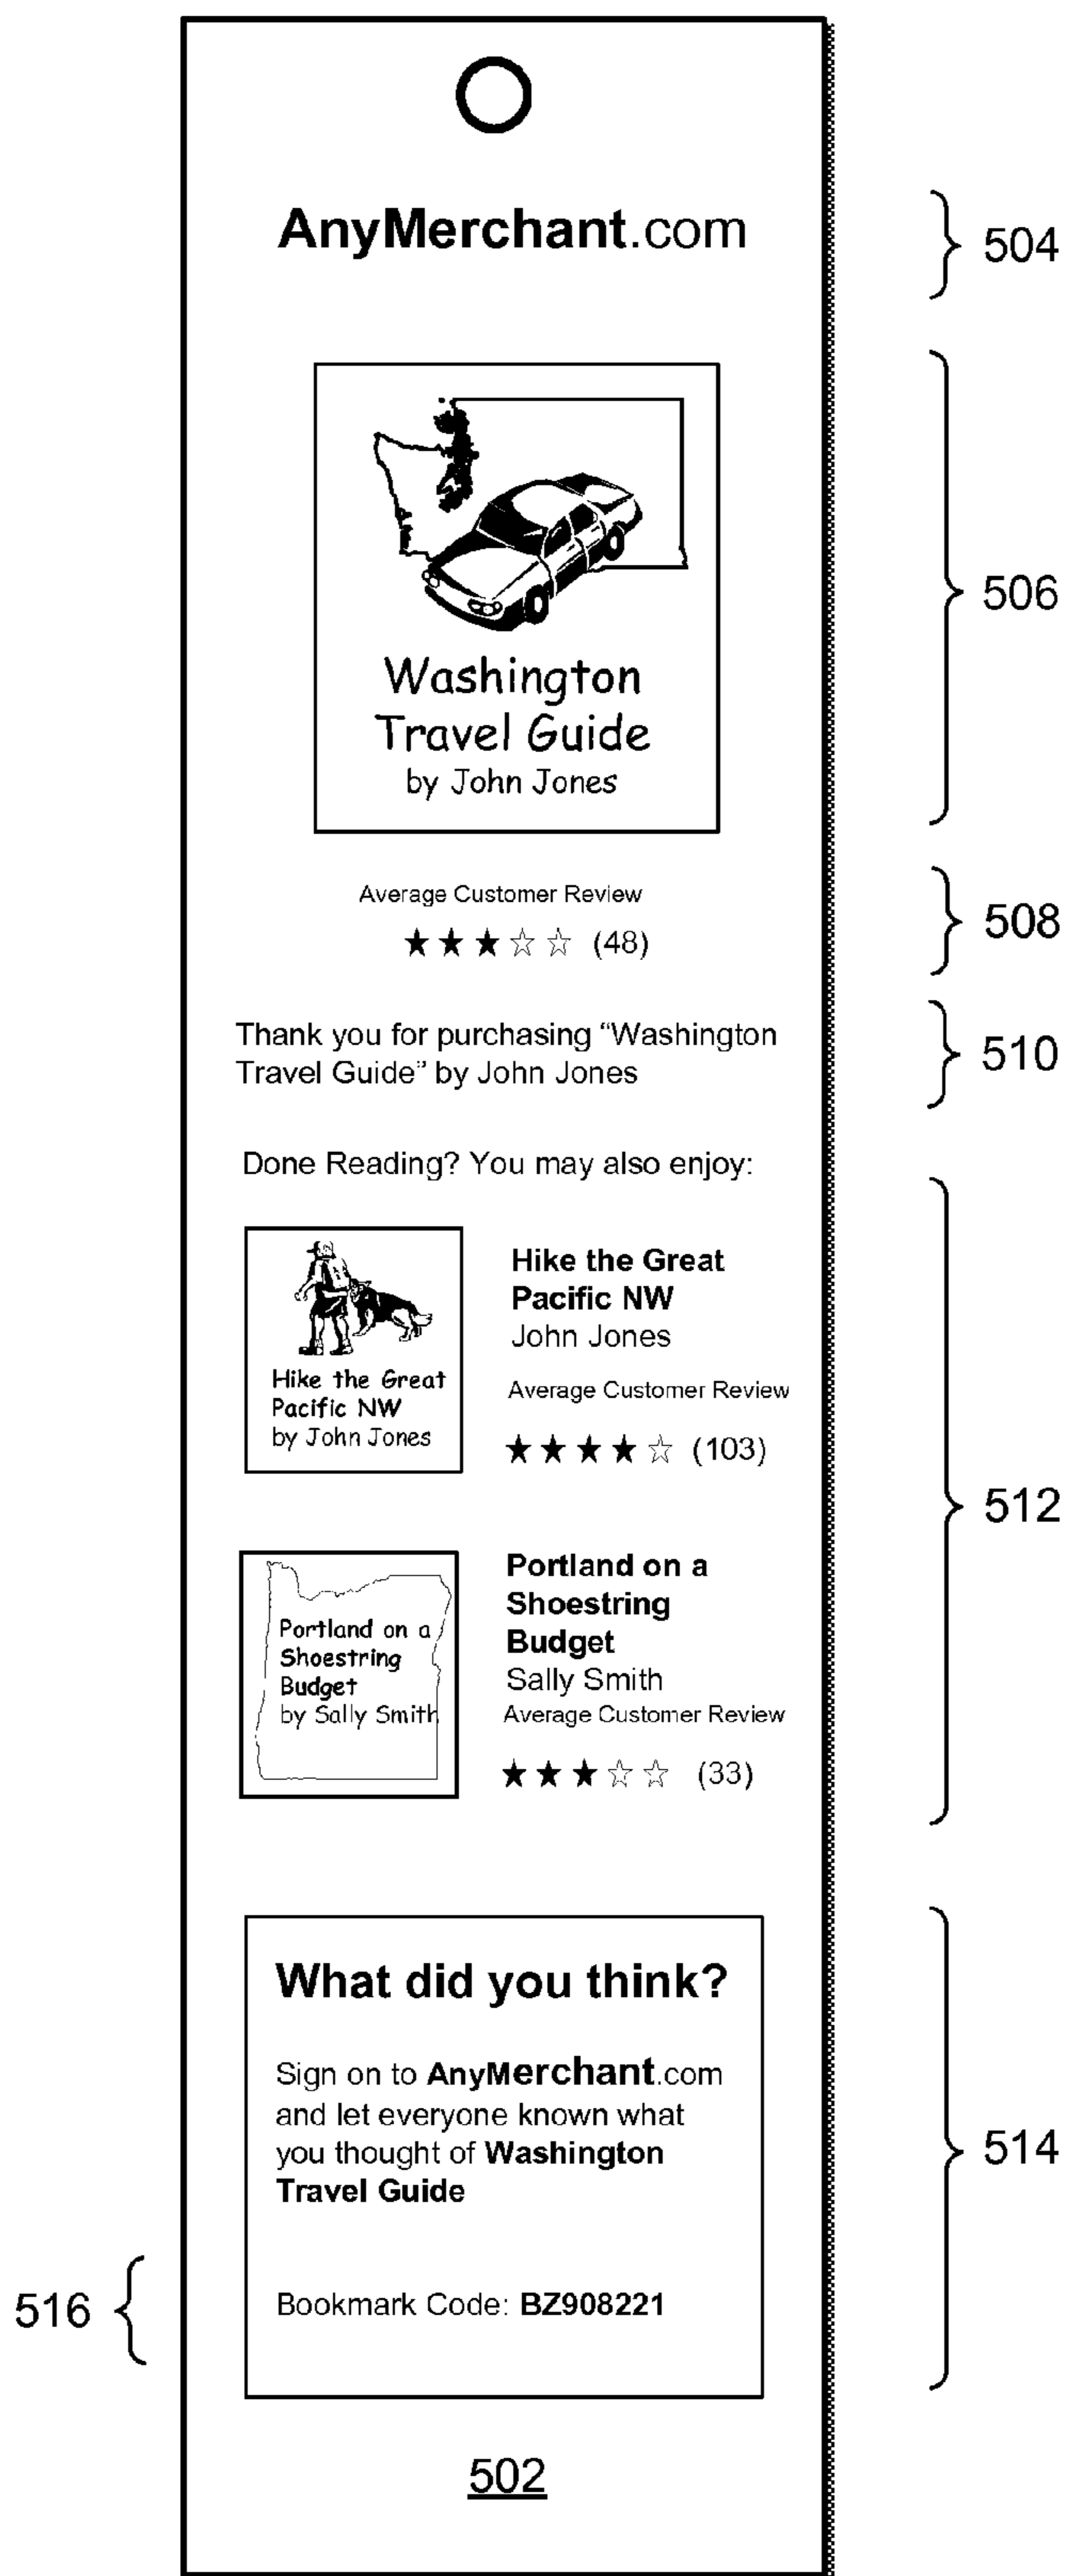 AnyMerchant.com
504
Washington
Travel Guide
by John Jones
506
Average Customer Review
(48)
508
Thank you for purchasing “Washington
Travel Guide” by John Jones
510
Done Reading? You may also enjoy:
Hike the Great
Pacific NW
by John Jones
Hike the Great
Pacific NW
John Jones
Average Customer Review
(103)
512
Portland on a
Shoestring
Budget
by Sally Smith
Portland on a
Shoestring
Budget
Sally Smith
Average Customer Review
(33)
What did you think?
Sign on to AnyMerchant.com
and let everyone known what
you thought of Washington
Travel Guide
514
516
Bookmark Code: BZ908221
502